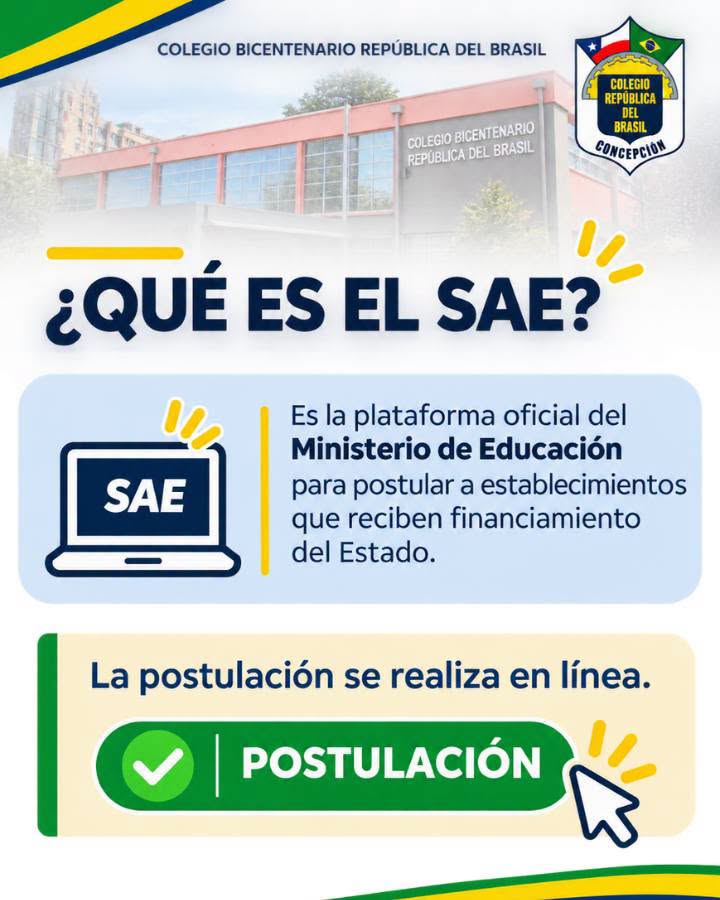 COLEGIO BICENTENARIO REPÚBLICA DEL BRASIL
COLEGIO
REPÚBLICA
DEL
BRASIL
CONCEPCIÓN
COLEGIO BICENTENARIO
REPÚBLICA DEL BRASIL
¿QUÉ ES EL SAE?
SAE
Es la plataforma oficial del
Ministerio de Educación
para postular a establecimientos
que reciben financiamiento
del Estado.
La postulación se realiza en línea.
POSTULACIÓN